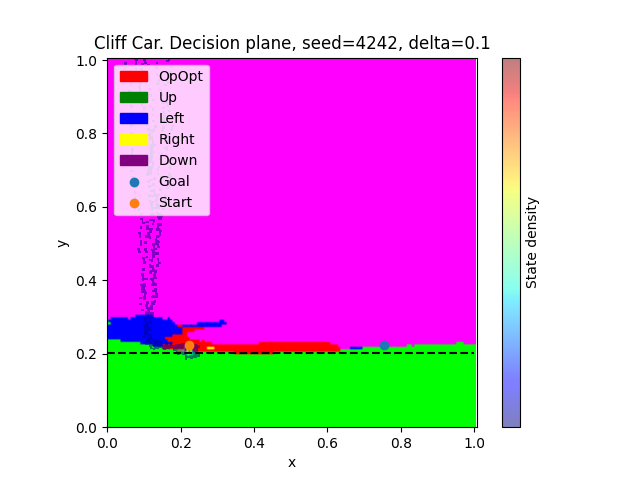 Cliff Car. Decision plane, seed=4242, delta=0.1
1.0
0.8
0.6
0.4
0.2
0.0
y
OpOpt
Up
Left
Right
Down
Goal
Start
0.0 0.2 0.4 0.6 0.8 1.0
x
State density